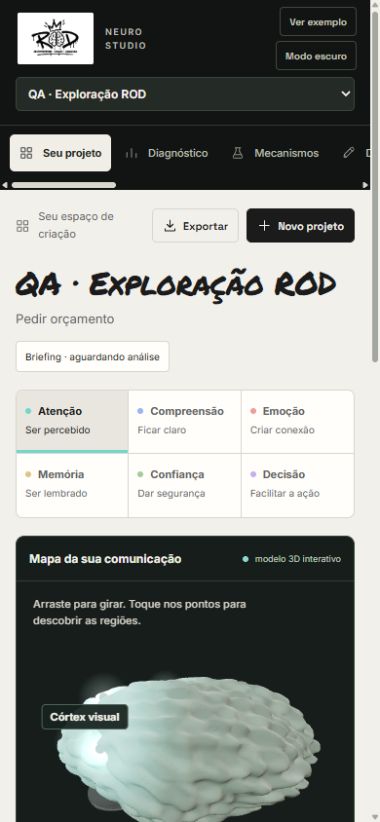 ROD
NEURO
STUDIO
Ver exemplo
Modo escuro
QA · Exploração ROD
Seu projeto
Diagnóstico
Mecanismos
Seu espaço de
criação
Exportar
Novo projeto
QA · Exploração ROD
Pedir orçamento
Briefing · aguardando análise
Atenção
Ser percebido
Compreensão
Ficar claro
Emoção
Criar conexão
Memória
Ser lembrado
Confiança
Dar segurança
Decisão
Facilitar a ação
Mapa da sua comunicação
modelo 3D interativo
Arraste para girar. Toque nos pontos para
descobrir as regiões.
Córtex visual